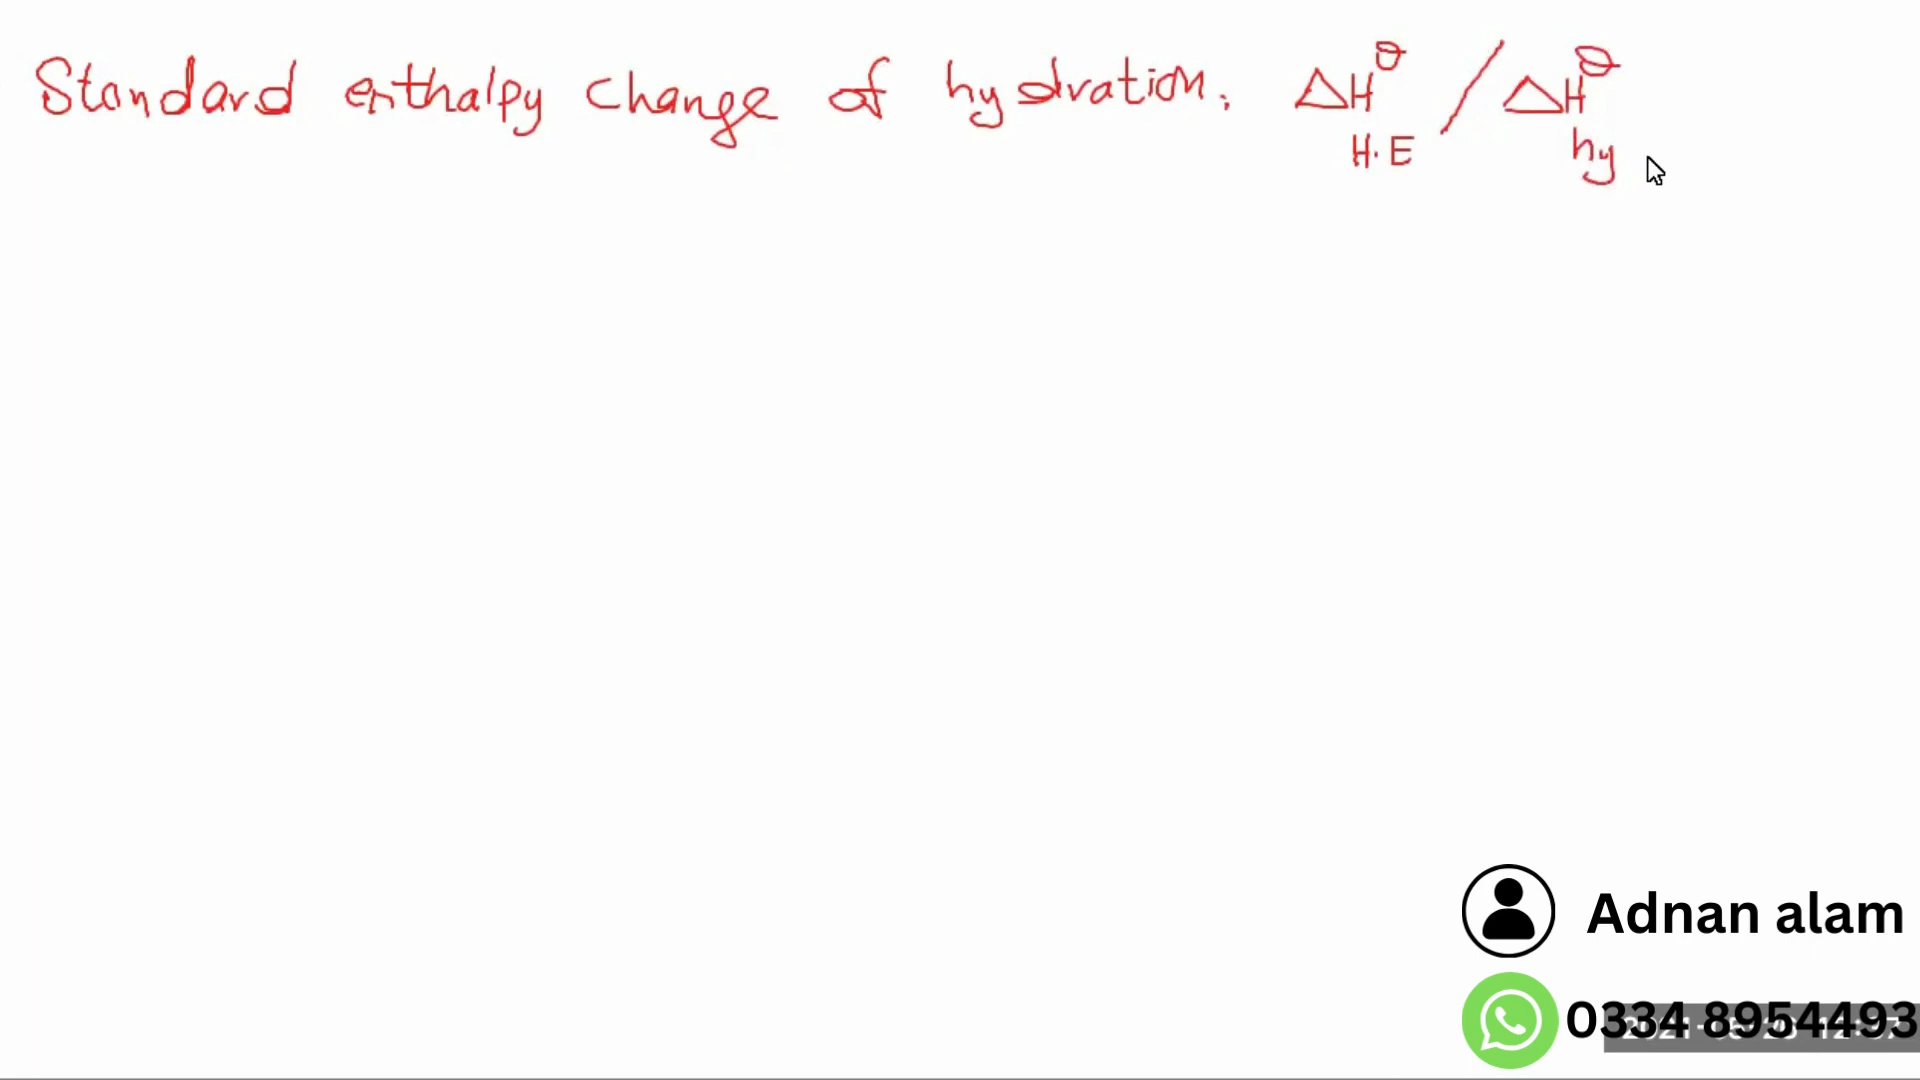 Standard enthalpy change of hydration, ΔH⦵ H.E / ΔH⦵ hy
Adnan alam
0334 8954493